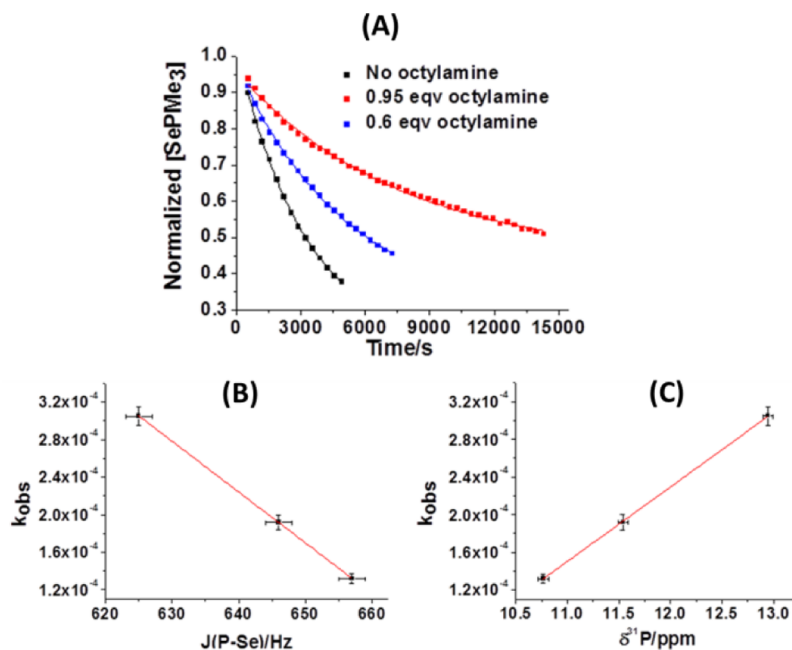 (A)
Normalized [SePMe₃]
1.0
0.9
0.8
0.7
0.6
0.5
0.4
0.3
No octylamine
0.95 eqv octylamine
0.6 eqv octylamine
0 3000 6000 9000 12000 15000
Time/s
(B)
k_obs
3.2x10⁻⁴
2.8x10⁻⁴
2.4x10⁻⁴
2.0x10⁻⁴
1.6x10⁻⁴
1.2x10⁻⁴
620 630 640 650 660
J(P-Se)/Hz
(C)
k_obs
3.2x10⁻⁴
2.8x10⁻⁴
2.4x10⁻⁴
2.0x10⁻⁴
1.6x10⁻⁴
1.2x10⁻⁴
10.5 11.0 11.5 12.0 12.5 13.0
δ³¹P/ppm